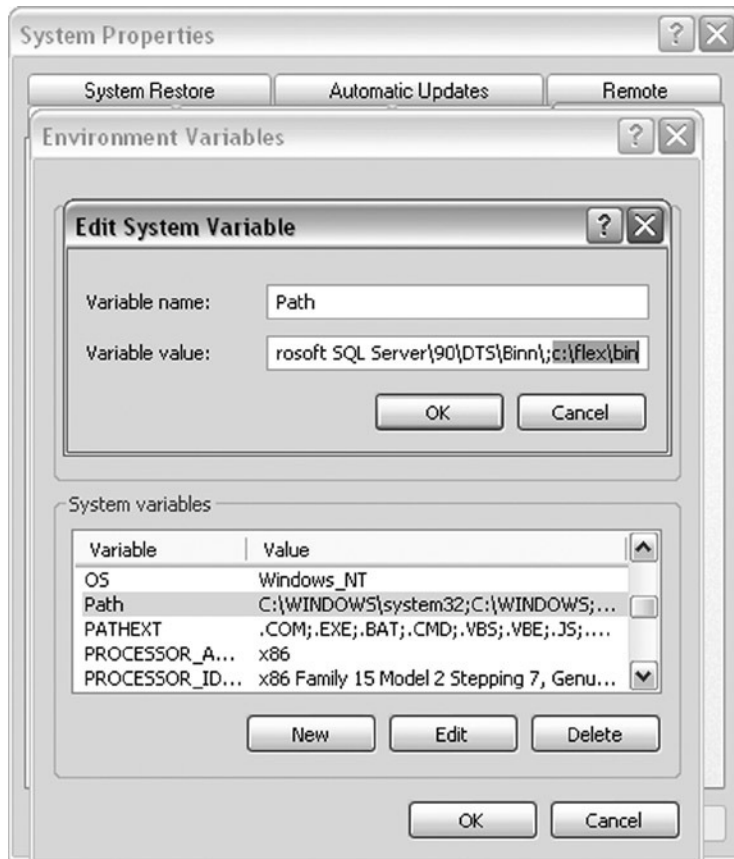 System Properties
System Restore Automatic Updates Remote
Environment Variables
Edit System Variable
Variable name: Path
Variable value: rosoft SQL Server\90\DTS\Binn\;c:\flex\bin
OK Cancel
System variables
Variable Value
OS Windows_NT
Path C:\WINDOWS\system32;C:\WINDOWS;...
PATHEXT .COM;.EXE;.BAT;.CMD;.VBS;.VBE;.JS;....
PROCESSOR_A... x86
PROCESSOR_ID... x86 Family 15 Model 2 Stepping 7, Genu...
New Edit Delete
OK Cancel